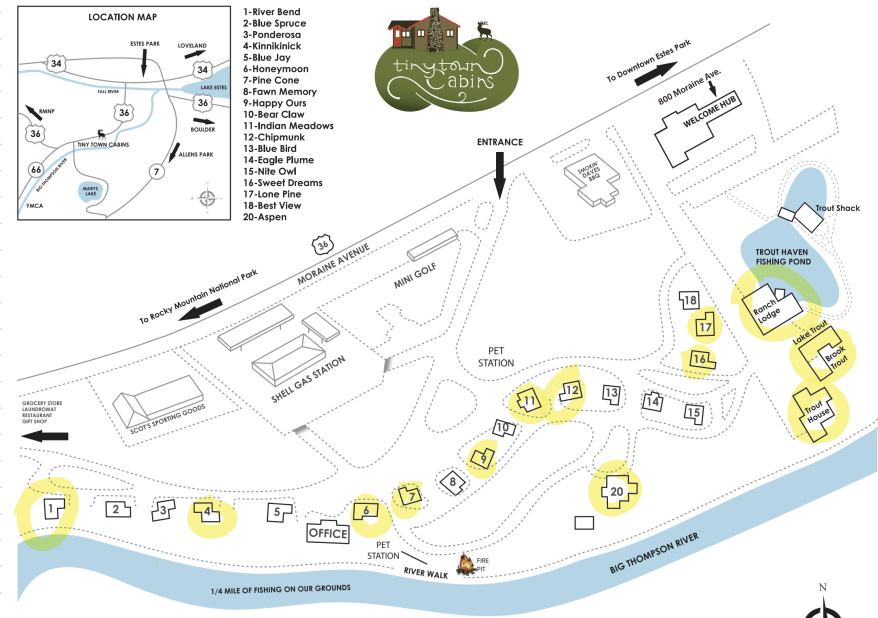 LOCATION MAP
ESTES PARK
LOVELAND
34
34
LAKE ESTES
FALL RIVER
36
36
RMNP
BOULDER
36
TINY TOWN CABINS
ALLENS PARK
66
BIG THOMPSON RIVER
7
MARYS
LAKE
YMCA
1-River Bend
2-Blue Spruce
3-Ponderosa
4-Kinnikinick
5-Blue Jay
6-Honeymoon
7-Pine Cone
8-Fawn Memory
9-Happy Ours
10-Bear Claw
11-Indian Meadows
12-Chipmunk
13-Blue Bird
14-Eagle Plume
15-Nite Owl
16-Sweet Dreams
17-Lone Pine
18-Best View
20-Aspen
tinytown
Cabins
To Downtown Estes Park
800 Moraine Ave.
WELCOME HUB
ENTRANCE
SMOKIN'
DAVES
BBQ
Trout Shack
TROUT HAVEN
FISHING POND
36
MORAINE AVENUE
To Rocky Mountain National Park
MINI GOLF
SHELL GAS STATION
SCOT'S SPORTING GOODS
GROCERY STORE
LAUNDROMAT
RESTAURANT
GIFT SHOP
PET
STATION
18
17
16
Ranch
Lodge
Lake Trout
Brook
Trout
Trout
House
11
12
13
14
15
10
9
8
7
6
5
4
3
2
1
20
OFFICE
PET
STATION
RIVER WALK
FIRE
PIT
BIG THOMPSON RIVER
1/4 MILE OF FISHING ON OUR GROUNDS
N